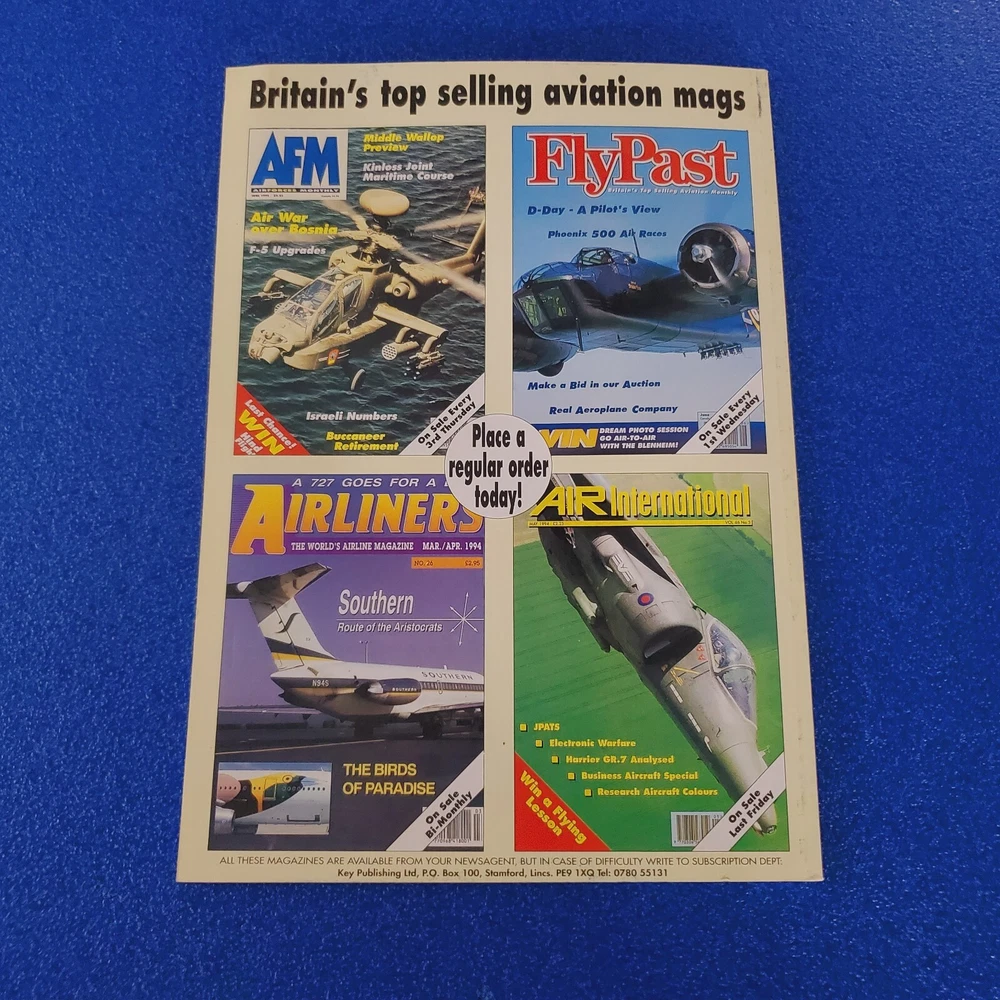 Britain's top selling aviation mags
AFM
AIRFORCES MONTHLY
Middle Wallop
Preview
Kinloss Joint
Maritime Course
Air War
over Bosnia
F-5 Upgrades
Israeli Numbers
Buccaneer
Retirement
Last Chance!
WIN
On Sale Every
3rd Thursday
FlyPast
Britain's Top Selling Aviation Monthly
D-Day - A Pilot's View
Phoenix 500 Air Races
Make a Bid in our Auction
Real Aeroplane Company
WIN
DREAM PHOTO SESSION
GO AIR-TO-AIR
WITH THE BLENHEIM!
On Sale Every
1st Wednesday
Place a
regular order
today!
A 727 GOES FOR A
AIRLINERS
THE WORLD'S AIRLINE MAGAZINE MAR./APR. 1994
NO. 26 £2.95
Southern
Route of the Aristocrats
SOUTHERN
N945
SOUTHERN
THE BIRDS
OF PARADISE
On Sale
Bi-Monthly
AIR International
JPATS
Electronic Warfare
Harrier GR.7 Analysed
Business Aircraft Special
Research Aircraft Colours
Win a Flying
Lesson
On Sale
Last Friday
ALL THESE MAGAZINES ARE AVAILABLE FROM YOUR NEWSAGENT, BUT IN CASE OF DIFFICULTY WRITE TO SUBSCRIPTION DEPT:
Key Publishing Ltd, P.O. Box 100, Stamford, Lincs. PE9 1XQ Tel: 0780 55131